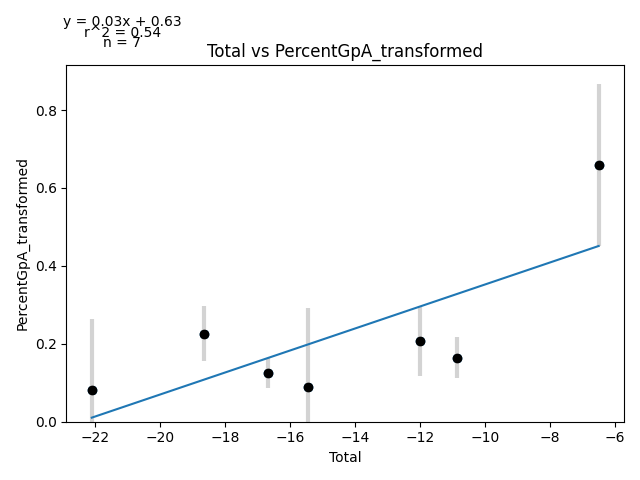 y = 0.03x + 0.63
r^2 = 0.54
n = 7
Total vs PercentGpA_transformed
PercentGpA_transformed
0.8
0.6
0.4
0.2
0.0
−22
−20
−18
−16
−14
−12
−10
−8
−6
Total